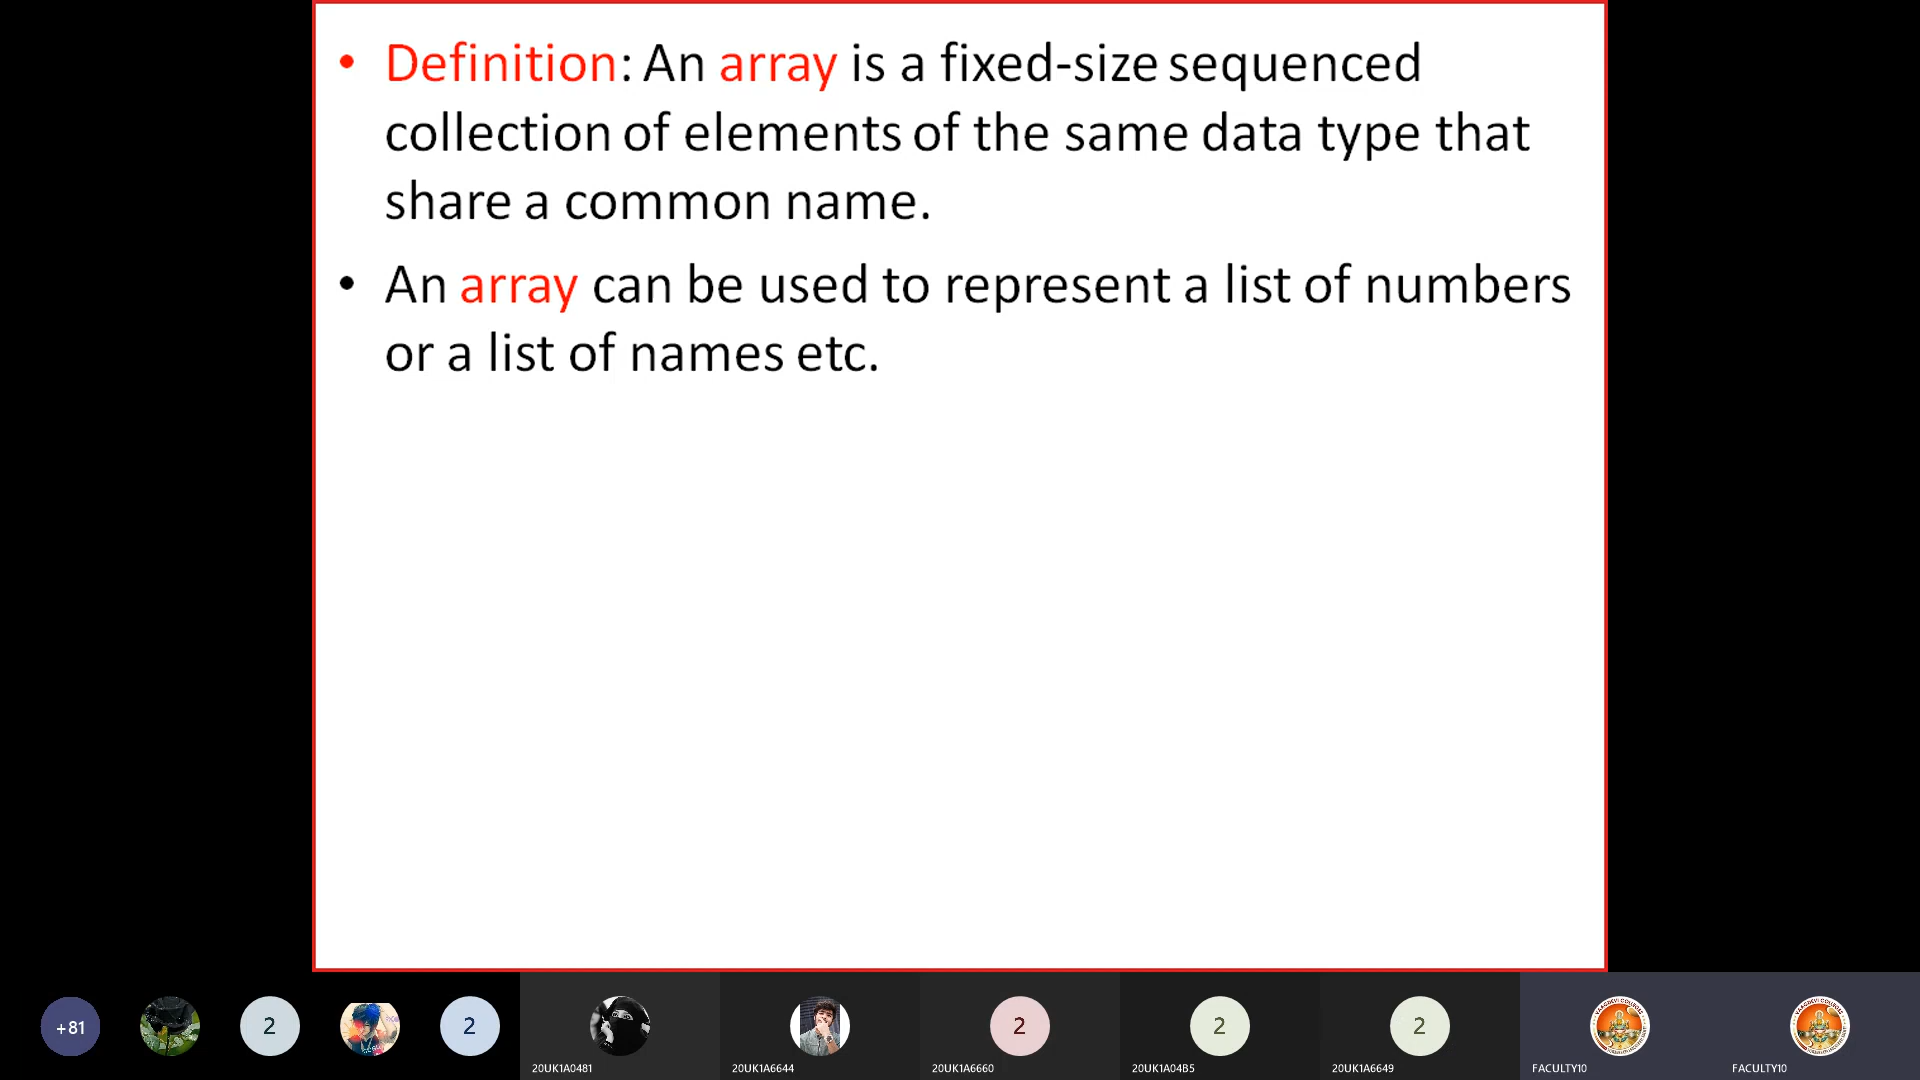 • Definition: An array is a fixed-size sequenced
collection of elements of the same data type that
share a common name.
• An array can be used to represent a list of numbers
or a list of names etc.
+81
2
2
2
2
2
20UK1A0481
20UK1A6644
20UK1A6660
20UK1A04B5
20UK1A6649
FACULTY10
FACULTY10